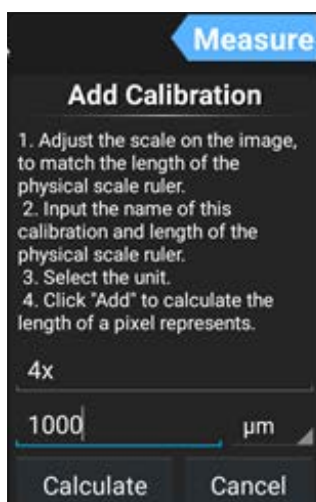 Measure
Add Calibration
1. Adjust the scale on the image,
to match the length of the
physical scale ruler.
2. Input the name of this
calibration and length of the
physical scale ruler.
3. Select the unit.
4. Click "Add" to calculate the
length of a pixel represents.
4x
1000 µm
Calculate Cancel